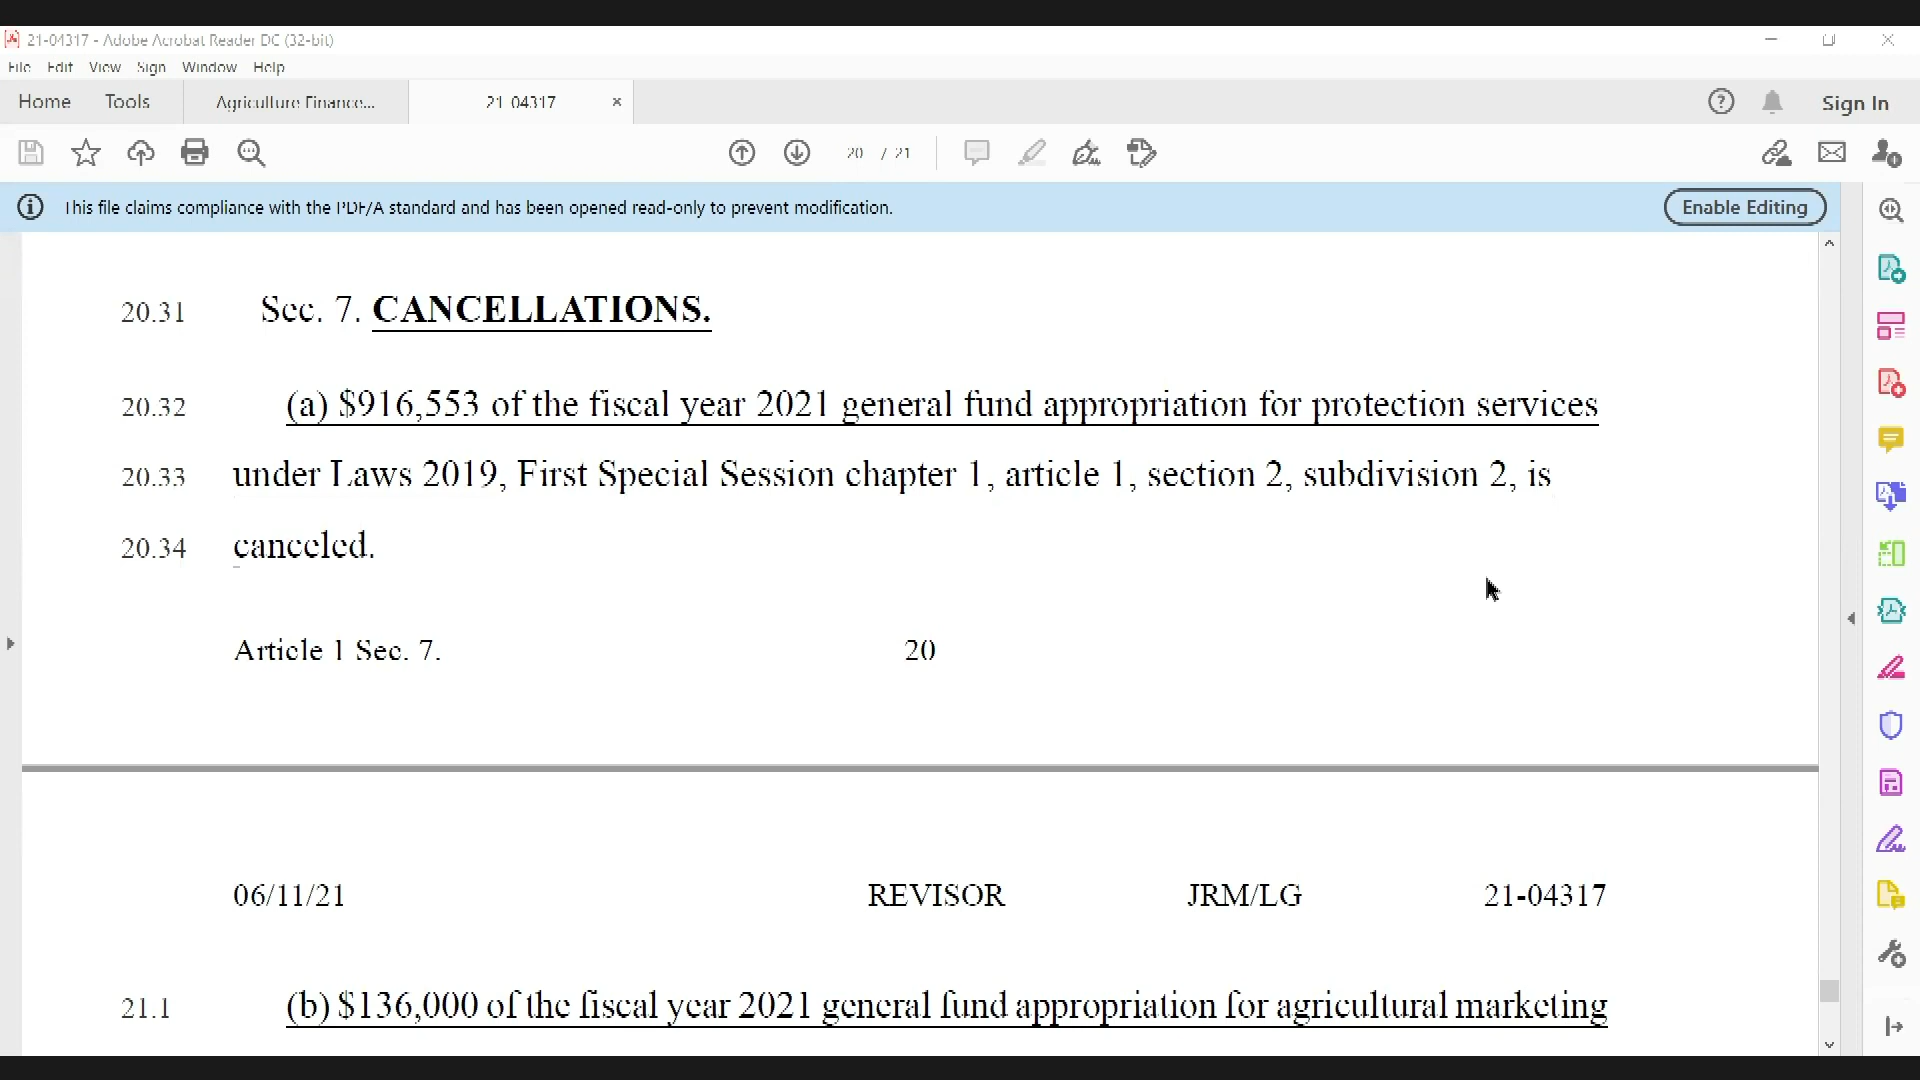 21-04317 - Adobe Acrobat Reader DC (32-bit)
File Edit View Sign Window Help
Home Tools Agriculture Finance... 21-04317 × Sign In
20 / 21
This file claims compliance with the PDF/A standard and has been opened read-only to prevent modification. Enable Editing
20.31 Sec. 7. CANCELLATIONS.
20.32 (a) $916,553 of the fiscal year 2021 general fund appropriation for protection services
20.33 under Laws 2019, First Special Session chapter 1, article 1, section 2, subdivision 2, is
20.34 canceled.
Article 1 Sec. 7. 20
06/11/21 REVISOR JRM/LG 21-04317
21.1 (b) $136,000 of the fiscal year 2021 general fund appropriation for agricultural marketing